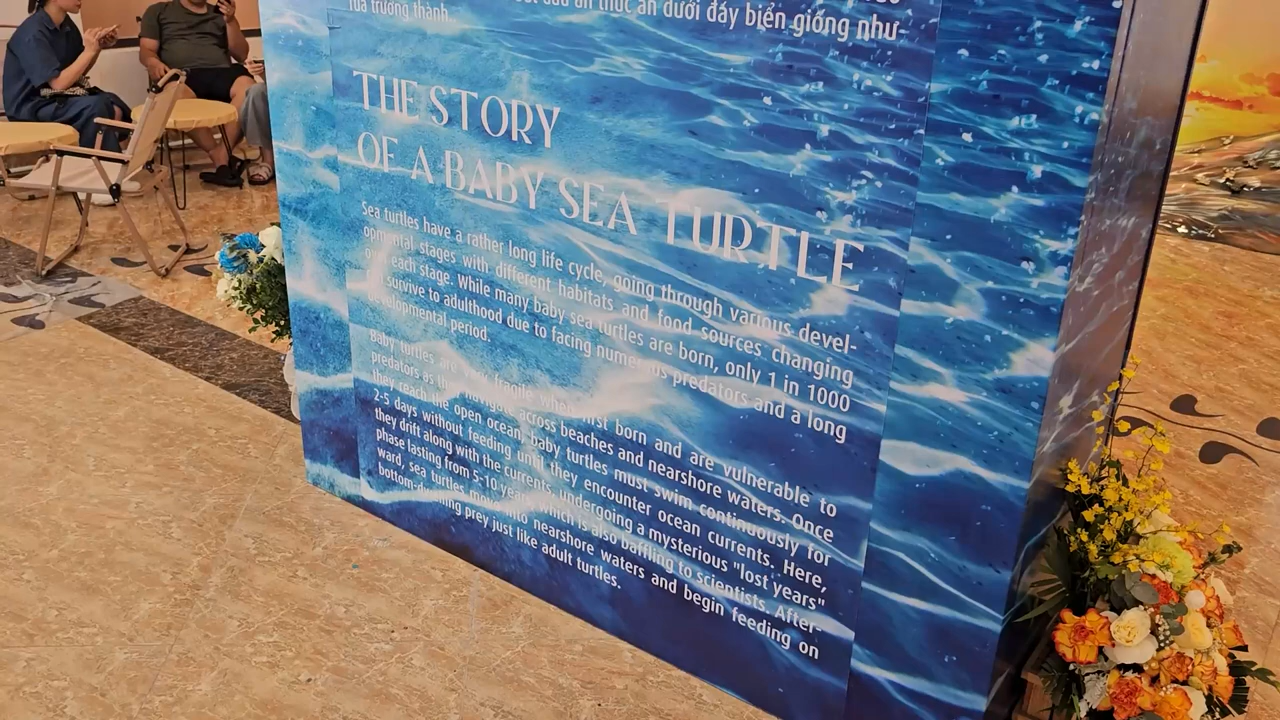 ăn thức ăn dưới đáy biển giống như
rùa trưởng thành.
THE STORY
OF A BABY SEA TURTLE
Sea turtles have a rather long life cycle, going through various devel-
opmental stages with different habitats and food sources changing
each stage. While many baby sea turtles are born, only 1 in 1000
survive to adulthood due to facing numerous predators and a long
developmental period.
Baby turtles are very fragile when first born and are vulnerable to
predators as they navigate across beaches and nearshore waters. Once
they reach the open ocean, baby turtles must swim continuously for
2-5 days without feeding until they encounter ocean currents. Here,
they drift along with the currents, undergoing a mysterious "lost years"
phase lasting from 5-10 years, which is also baffling to scientists. After-
ward, sea turtles move into nearshore waters and begin feeding on
bottom-dwelling prey just like adult turtles.